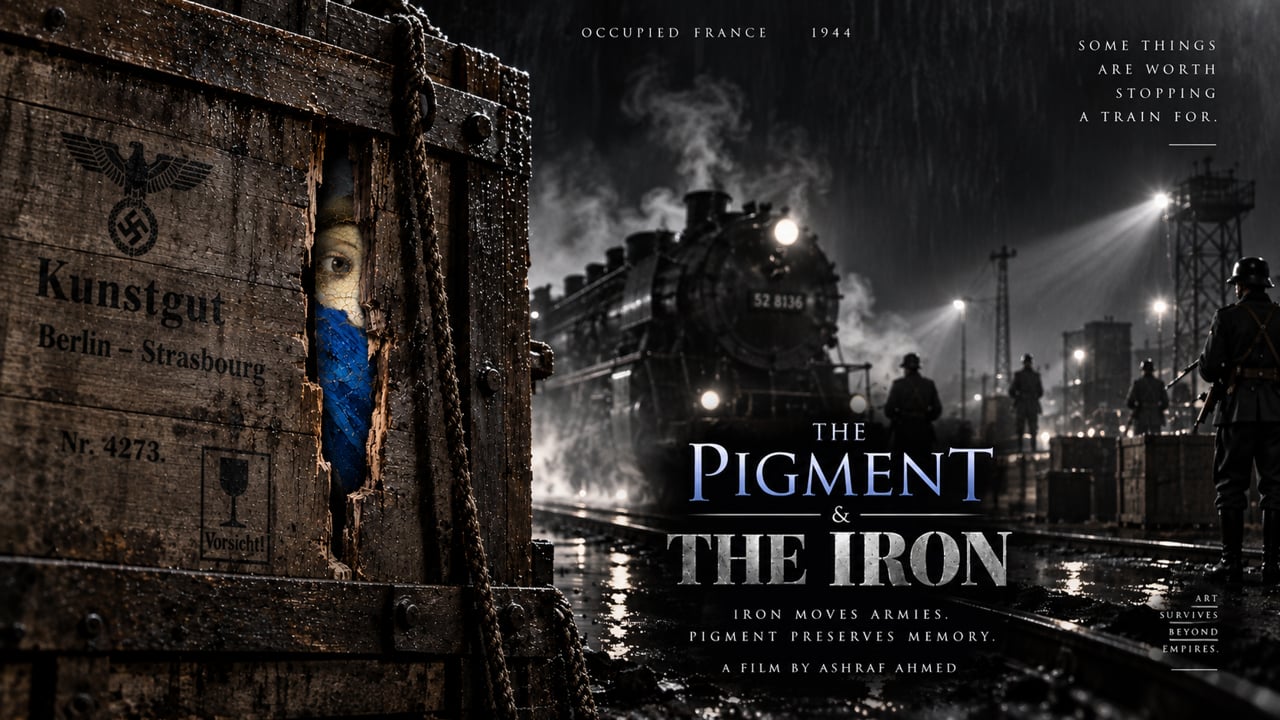 OCCUPIED FRANCE 1944
SOME THINGS
ARE WORTH
STOPPING
A TRAIN FOR.
Kunstgut
Berlin – Strasbourg
Nr. 4273.
Vorsicht!
52 8136
THE
PIGMENT
&
THE IRON
IRON MOVES ARMIES.
PIGMENT PRESERVES MEMORY.
A FILM BY ASHRAF AHMED
ART
SURVIVES
BEYOND
EMPIRES.